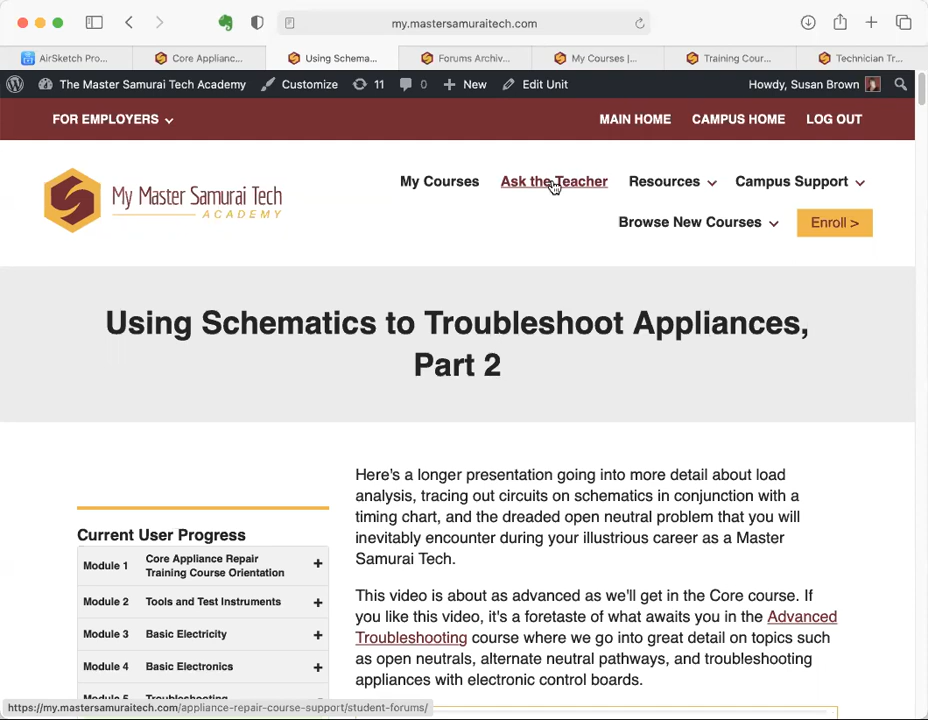 my.mastersamuraitech.com
AirSketch Pro...
Core Applianc...
Using Schema...
Forums Archiv...
My Courses |...
Training Cour...
Technician Tr...
The Master Samurai Tech Academy
Customize
11
0
New
Edit Unit
Howdy, Susan Brown
FOR EMPLOYERS
MAIN HOME
CAMPUS HOME
LOG OUT
My Master Samurai Tech
ACADEMY
My Courses
Ask the Teacher
Resources
Campus Support
Browse New Courses
Enroll >
Using Schematics to Troubleshoot Appliances,
Part 2
Current User Progress
Module 1 Core Appliance Repair
Training Course Orientation
Module 2 Tools and Test Instruments
Module 3 Basic Electricity
Module 4 Basic Electronics
Module 5 Troubleshooting
Here's a longer presentation going into more detail about load
analysis, tracing out circuits on schematics in conjunction with a
timing chart, and the dreaded open neutral problem that you will
inevitably encounter during your illustrious career as a Master
Samurai Tech.
This video is about as advanced as we'll get in the Core course. If
you like this video, it's a foretaste of what awaits you in the Advanced
Troubleshooting course where we go into great detail on topics such
as open neutrals, alternate neutral pathways, and troubleshooting
appliances with electronic control boards.
https://my.mastersamuraitech.com/appliance-repair-course-support/student-forums/